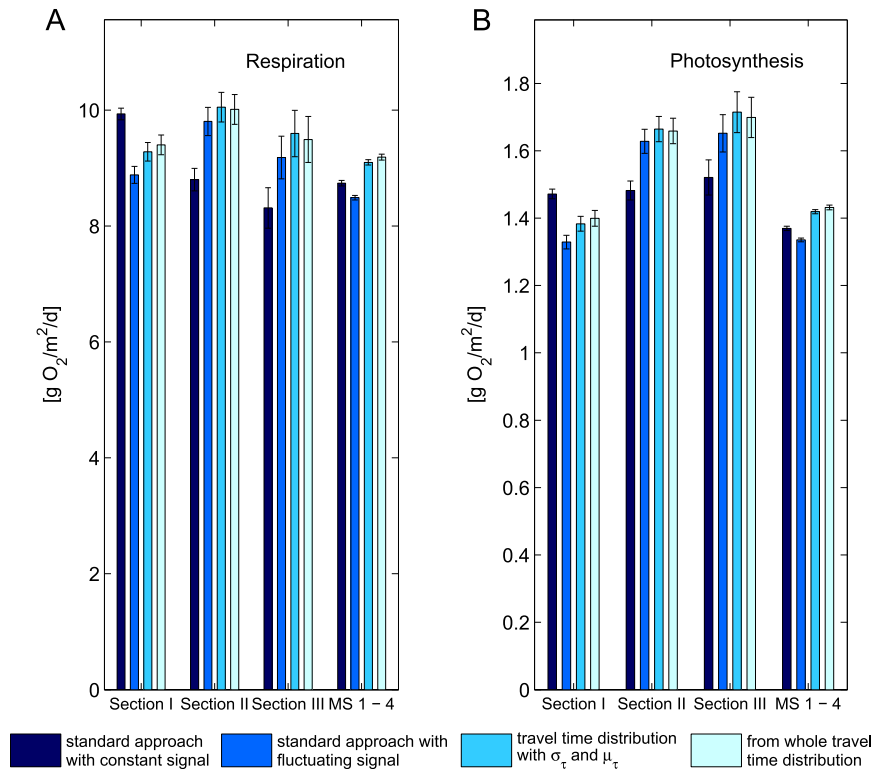 A
Respiration
[g O2/m2/d]
10
8
6
4
2
0
Section I Section II Section III MS 1 – 4
B
Photosynthesis
[g O2/m2/d]
1.8
1.6
1.4
1.2
1
0.8
0.6
0.4
0.2
0
Section I Section II Section III MS 1 – 4
standard approach
with constant signal
standard approach with
fluctuating signal
travel time distribution
with στ and μτ
from whole travel
time distribution